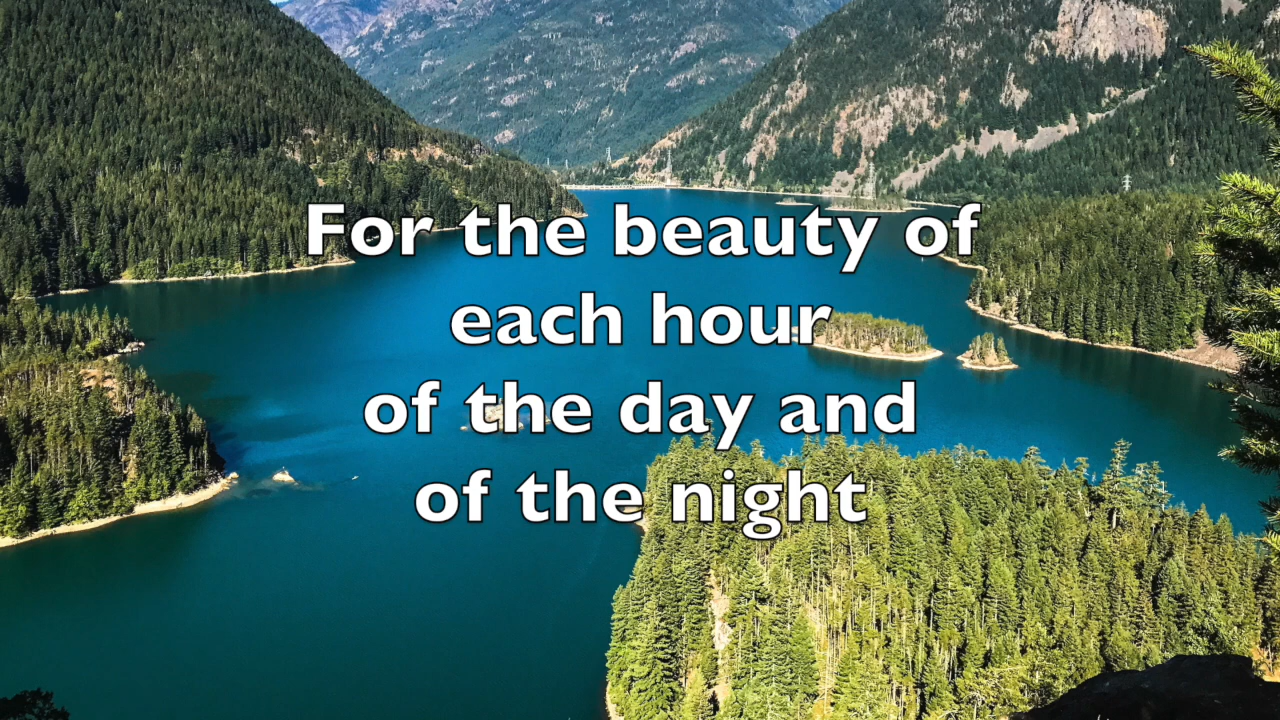 For the beauty of
each hour
of the day and
of the night